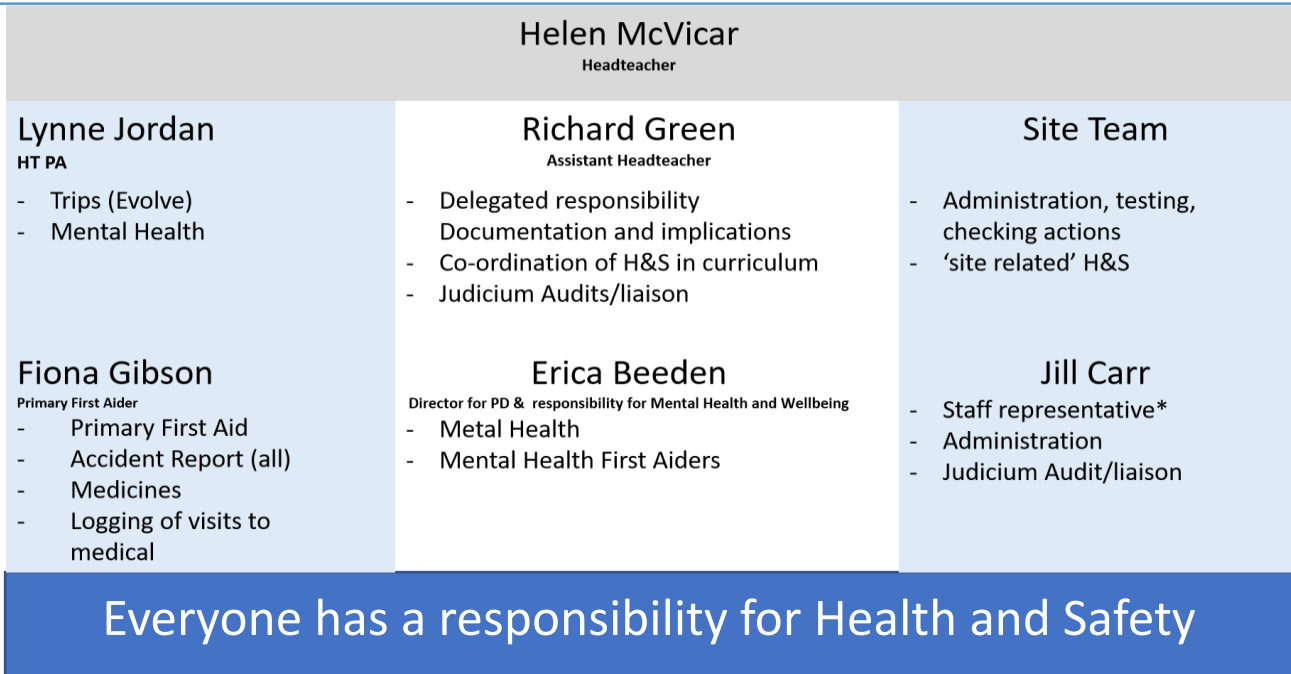 Helen McVicar
Headteacher
Lynne Jordan
HT PA
- Trips (Evolve)
- Mental Health
Richard Green
Assistant Headteacher
- Delegated responsibility
Documentation and implications
- Co-ordination of H&S in curriculum
- Judicium Audits/liaison
Site Team
- Administration, testing,
checking actions
- ‘site related’ H&S
Fiona Gibson
Primary First Aider
- Primary First Aid
- Accident Report (all)
- Medicines
- Logging of visits to
medical
Erica Beeden
Director for PD & responsibility for Mental Health and Wellbeing
- Metal Health
- Mental Health First Aiders
Jill Carr
- Staff representative*
- Administration
- Judicium Audit/liaison
Everyone has a responsibility for Health and Safety